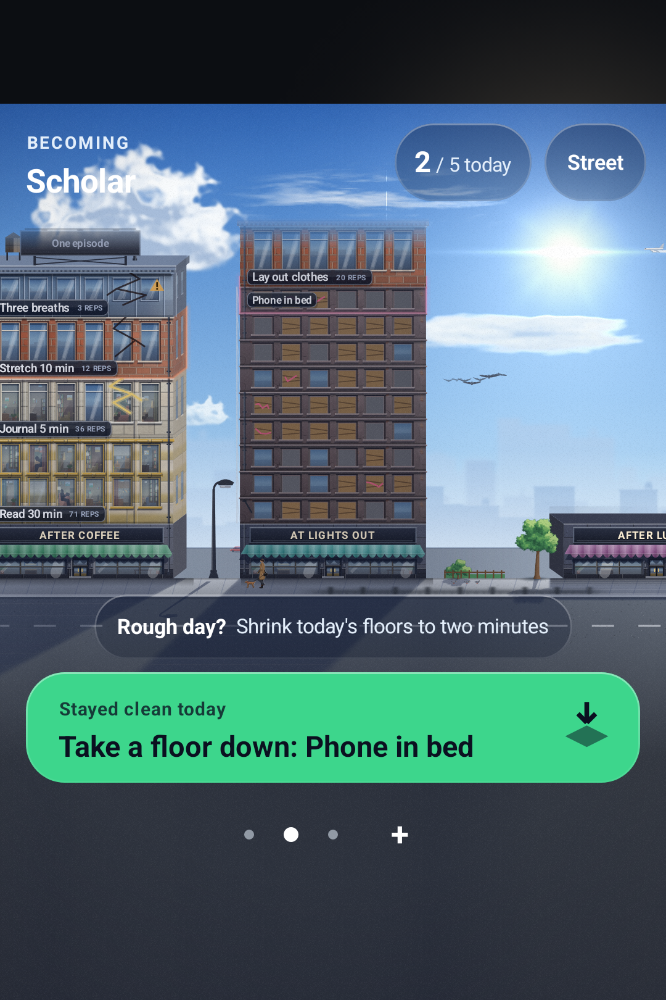 BECOMING
Scholar
2 / 5 today
Street
One episode
Lay out clothes 20 REPS
Phone in bed
Three breaths 3 REPS
Stretch 10 min 12 REPS
Journal 5 min 36 REPS
Read 30 min 71 REPS
AFTER COFFEE
AT LIGHTS OUT
AFTER LU
Rough day? Shrink today's floors to two minutes
Stayed clean today
Take a floor down: Phone in bed
+